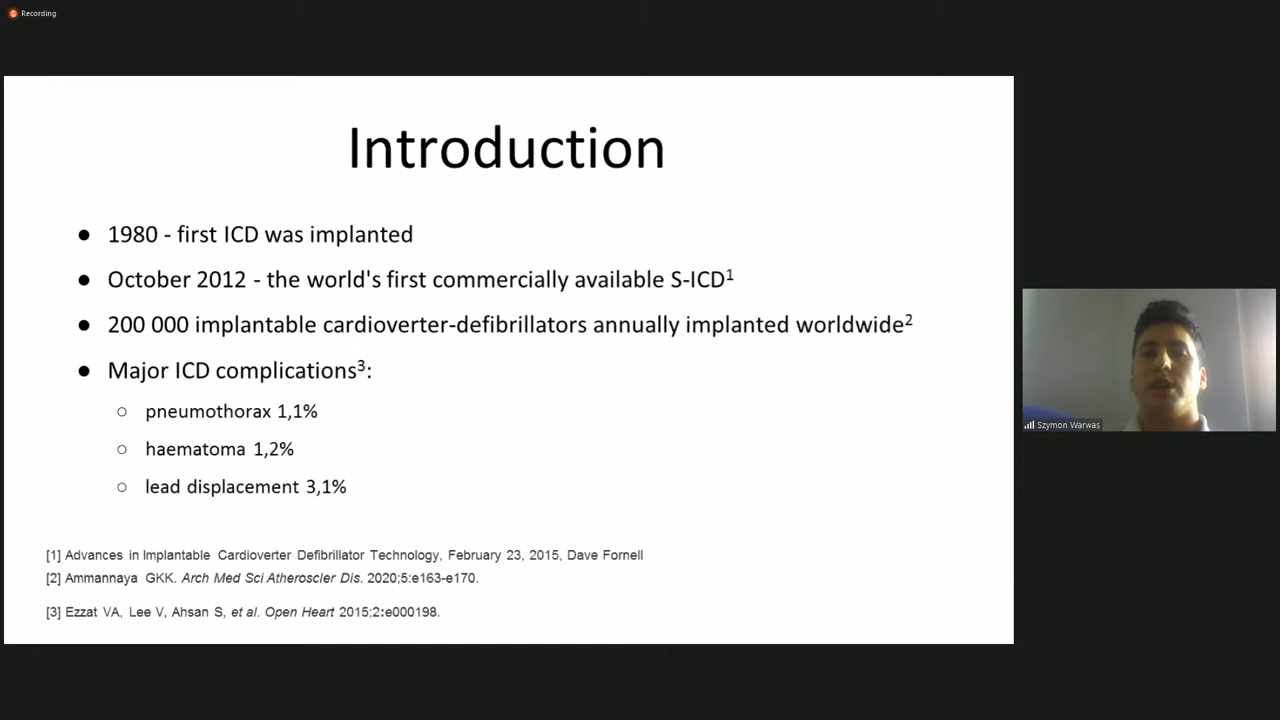 Recording
Introduction
● 1980 - first ICD was implanted
● October 2012 - the world's first commercially available S-ICD¹
● 200 000 implantable cardioverter-defibrillators annually implanted worldwide²
● Major ICD complications³:
○ pneumothorax 1,1%
○ haematoma 1,2%
○ lead displacement 3,1%
[1] Advances in Implantable Cardioverter Defibrillator Technology, February 23, 2015, Dave Fornell
[2] Ammannaya GKK. Arch Med Sci Atheroscler Dis. 2020;5:e163-e170.
[3] Ezzat VA, Lee V, Ahsan S, et al. Open Heart 2015;2:e000198.
Szymon Warwas